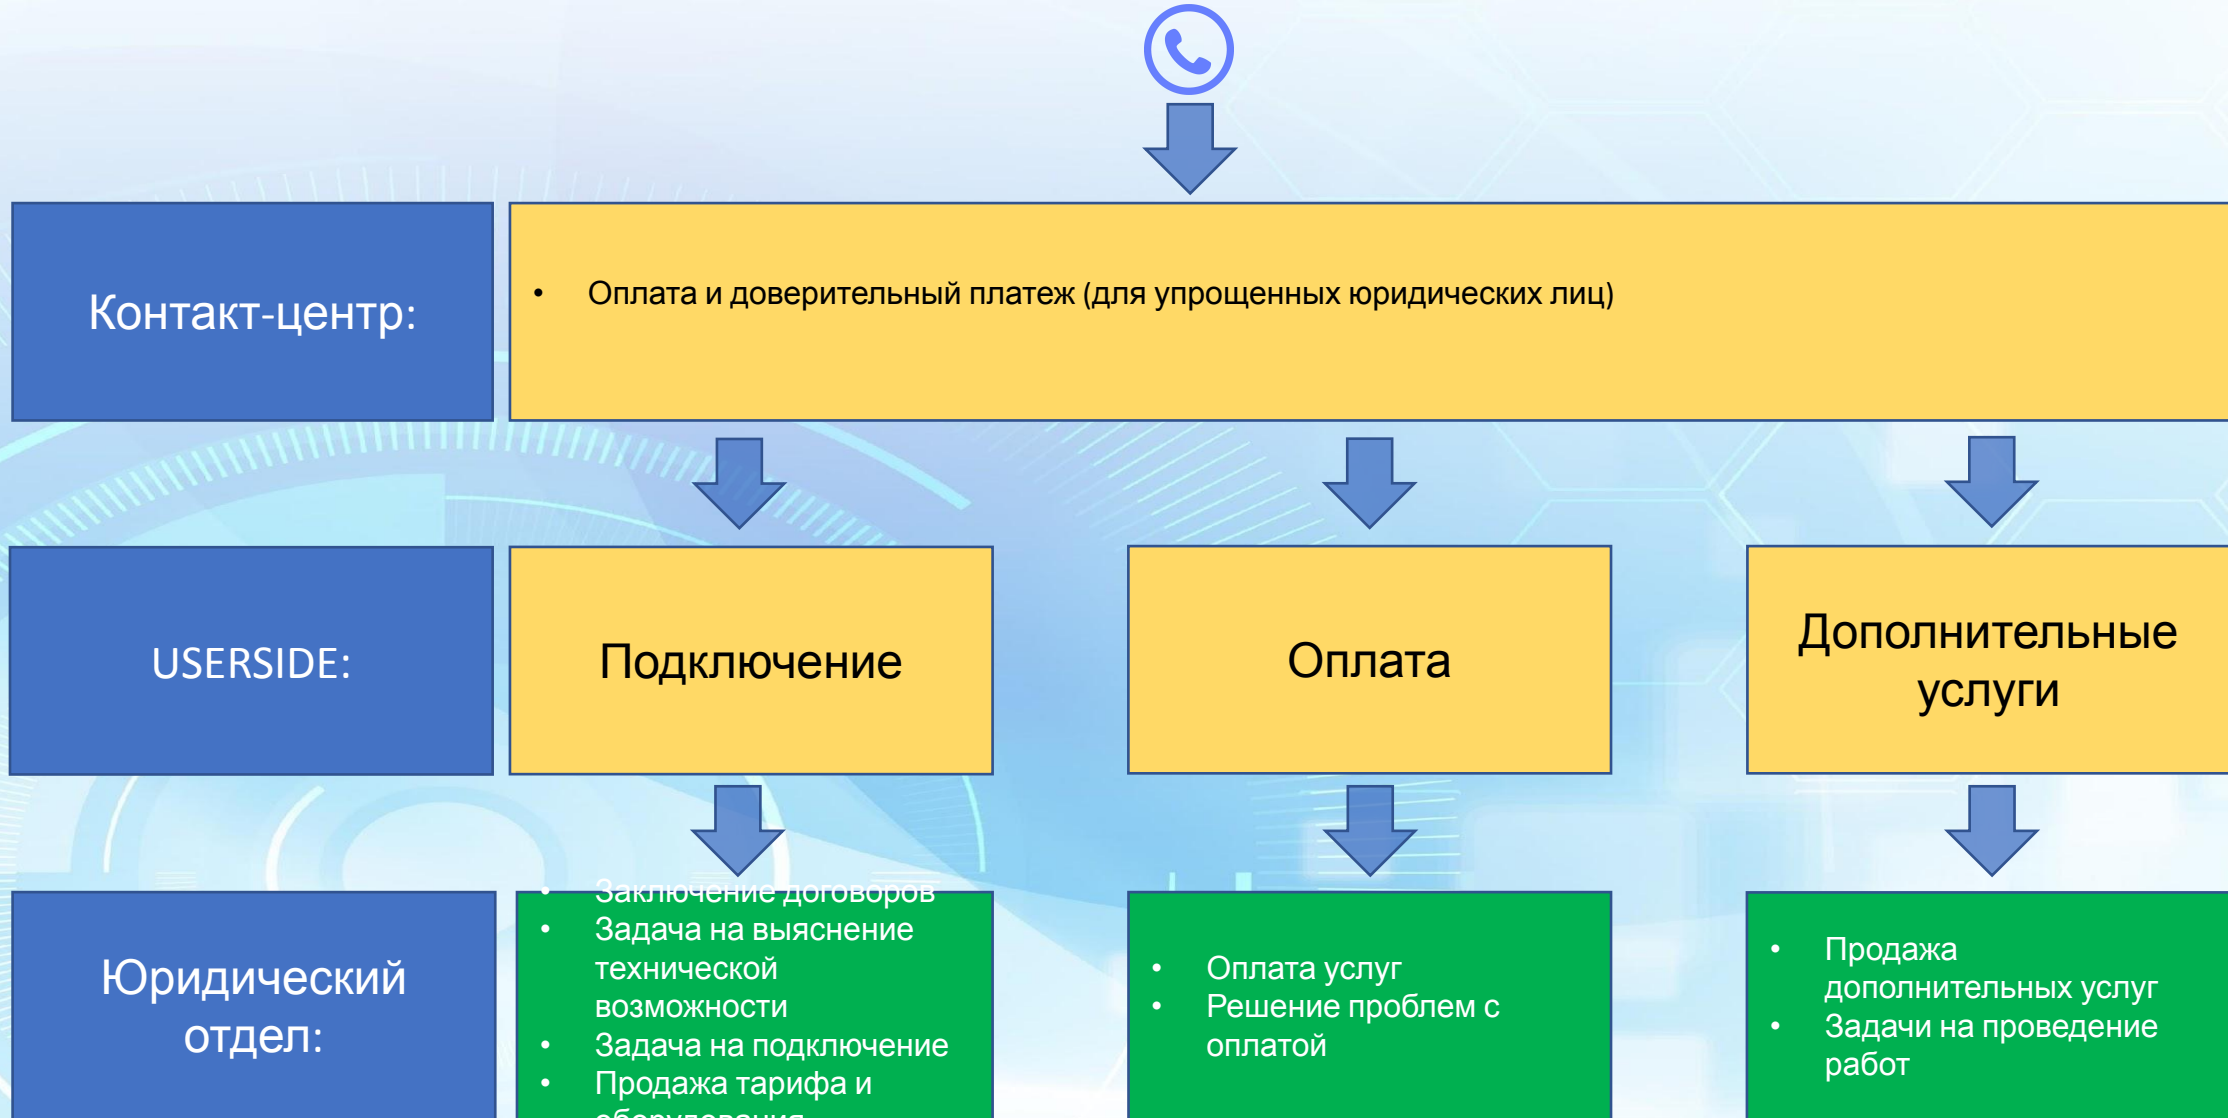 Контакт-центр:
• Оплата и доверительный платеж (для упрощенных юридических лиц)
USERSIDE:
Подключение
Оплата
Дополнительные
услуги
Юридический
отдел:
• Заключение договоров
• Задача на выяснение
технической
возможности
• Задача на подключение
• Продажа тарифа и
оборудования
• Оплата услуг
• Решение проблем с
оплатой
• Продажа
дополнительных услуг
• Задачи на проведение
работ